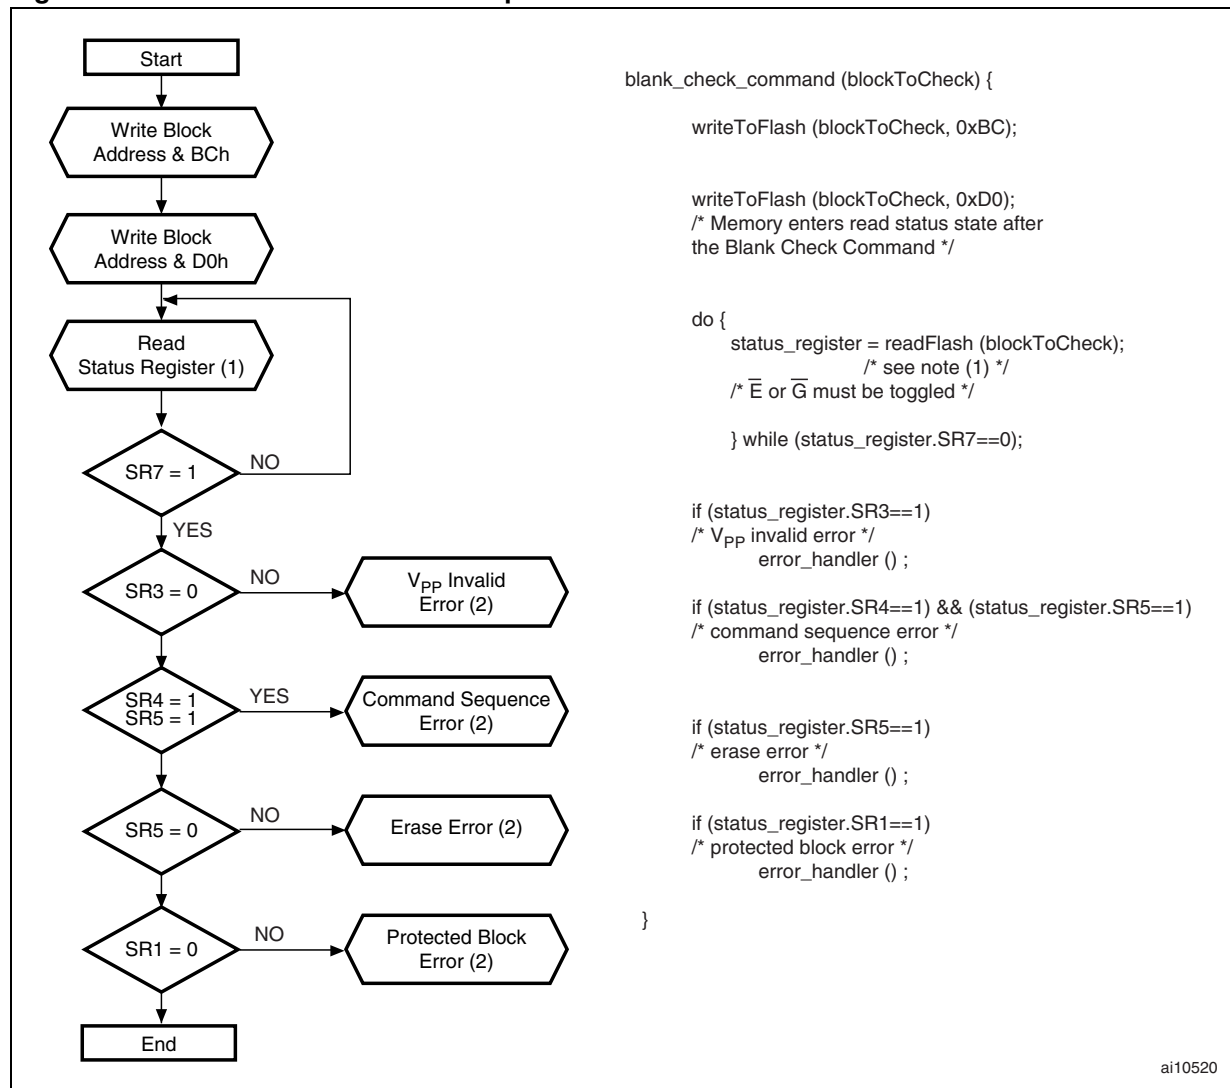 Start
Write Block
Address & BCh
Write Block
Address & D0h
Read
Status Register (1)
SR7 = 1
NO
YES
SR3 = 0
NO
VPP Invalid
Error (2)
SR4 = 1
SR5 = 1
YES
Command Sequence
Error (2)
SR5 = 0
NO
Erase Error (2)
SR1 = 0
NO
Protected Block
Error (2)
End
blank_check_command (blockToCheck) {
writeToFlash (blockToCheck, 0xBC);
writeToFlash (blockToCheck, 0xD0);
/* Memory enters read status state after
the Blank Check Command */
do {
status_register = readFlash (blockToCheck);
/* see note (1) */
/* E̅ or G̅ must be toggled */
} while (status_register.SR7==0);
if (status_register.SR3==1)
/* VPP invalid error */
error_handler () ;
if (status_register.SR4==1) && (status_register.SR5==1)
/* command sequence error */
error_handler () ;
if (status_register.SR5==1)
/* erase error */
error_handler () ;
if (status_register.SR1==1)
/* protected block error */
error_handler () ;
}
ai10520